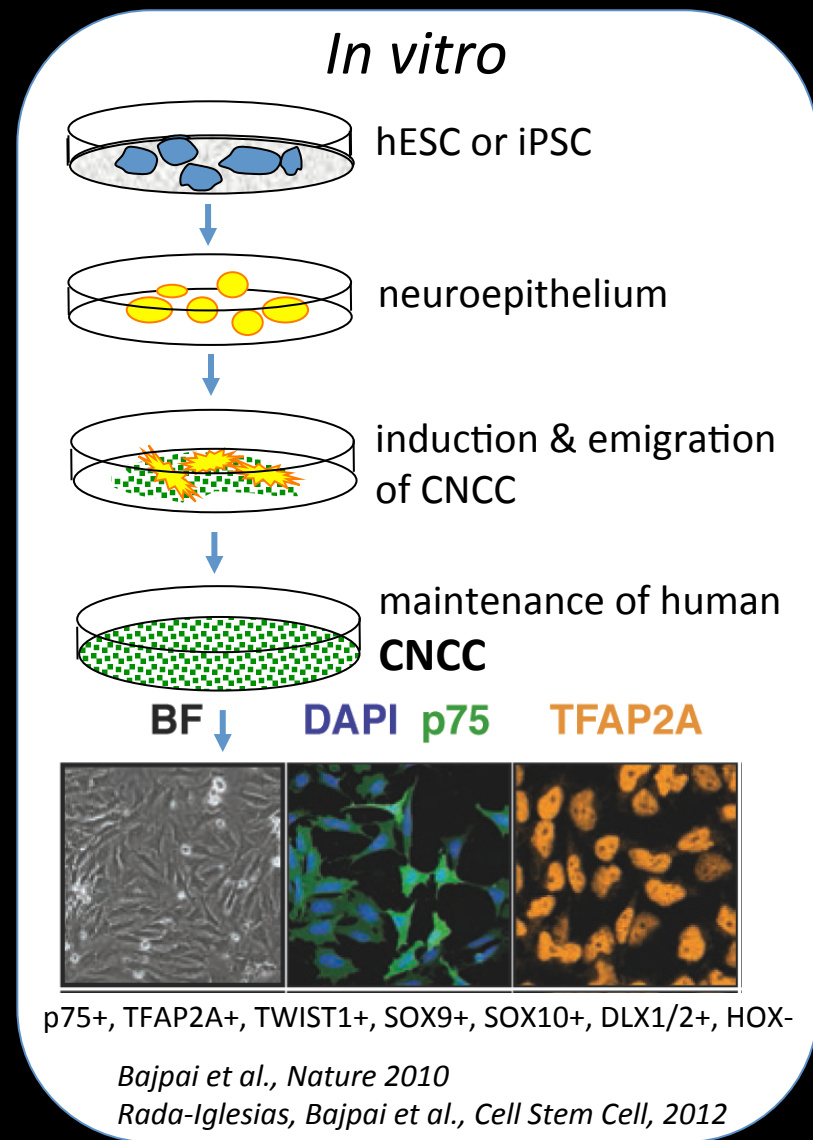 In vitro
hESC or iPSC
neuroepithelium
induction & emigration
of CNCC
maintenance of human
CNCC
BF DAPI p75 TFAP2A
p75+, TFAP2A+, TWIST1+, SOX9+, SOX10+, DLX1/2+, HOX-
Bajpai et al., Nature 2010
Rada-Iglesias, Bajpai et al., Cell Stem Cell, 2012